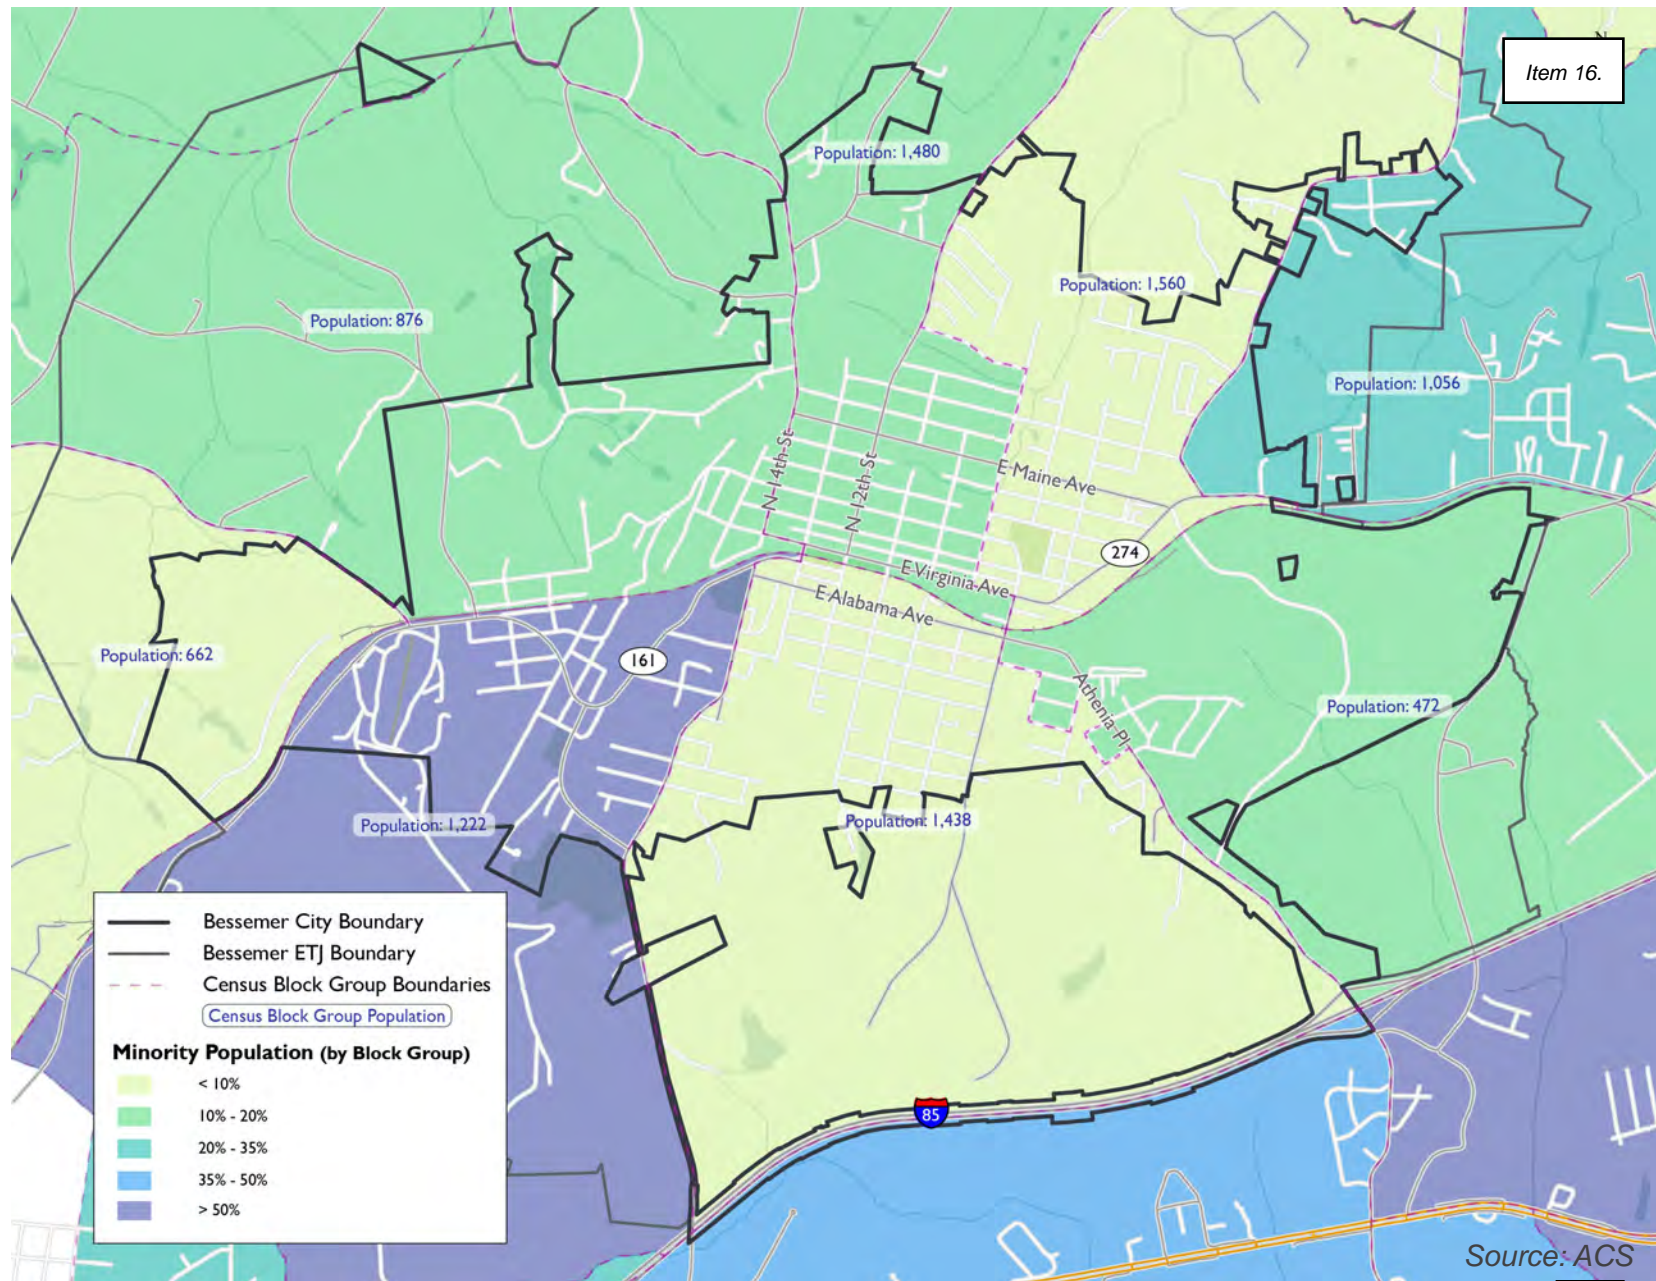 Item 16.
Population: 1,480
Population: 1,560
Population: 876
Population: 1,056
N 14th St
N 12th St
E Maine Ave
274
E Virginia Ave
E Alabama Ave
Population: 662
161
Athenia Pl
Population: 472
Population: 1,222
Population: 1,438
Bessemer City Boundary
Bessemer ETJ Boundary
Census Block Group Boundaries
Census Block Group Population
Minority Population (by Block Group)
< 10%
10% - 20%
20% - 35%
35% - 50%
> 50%
85
Source: ACS